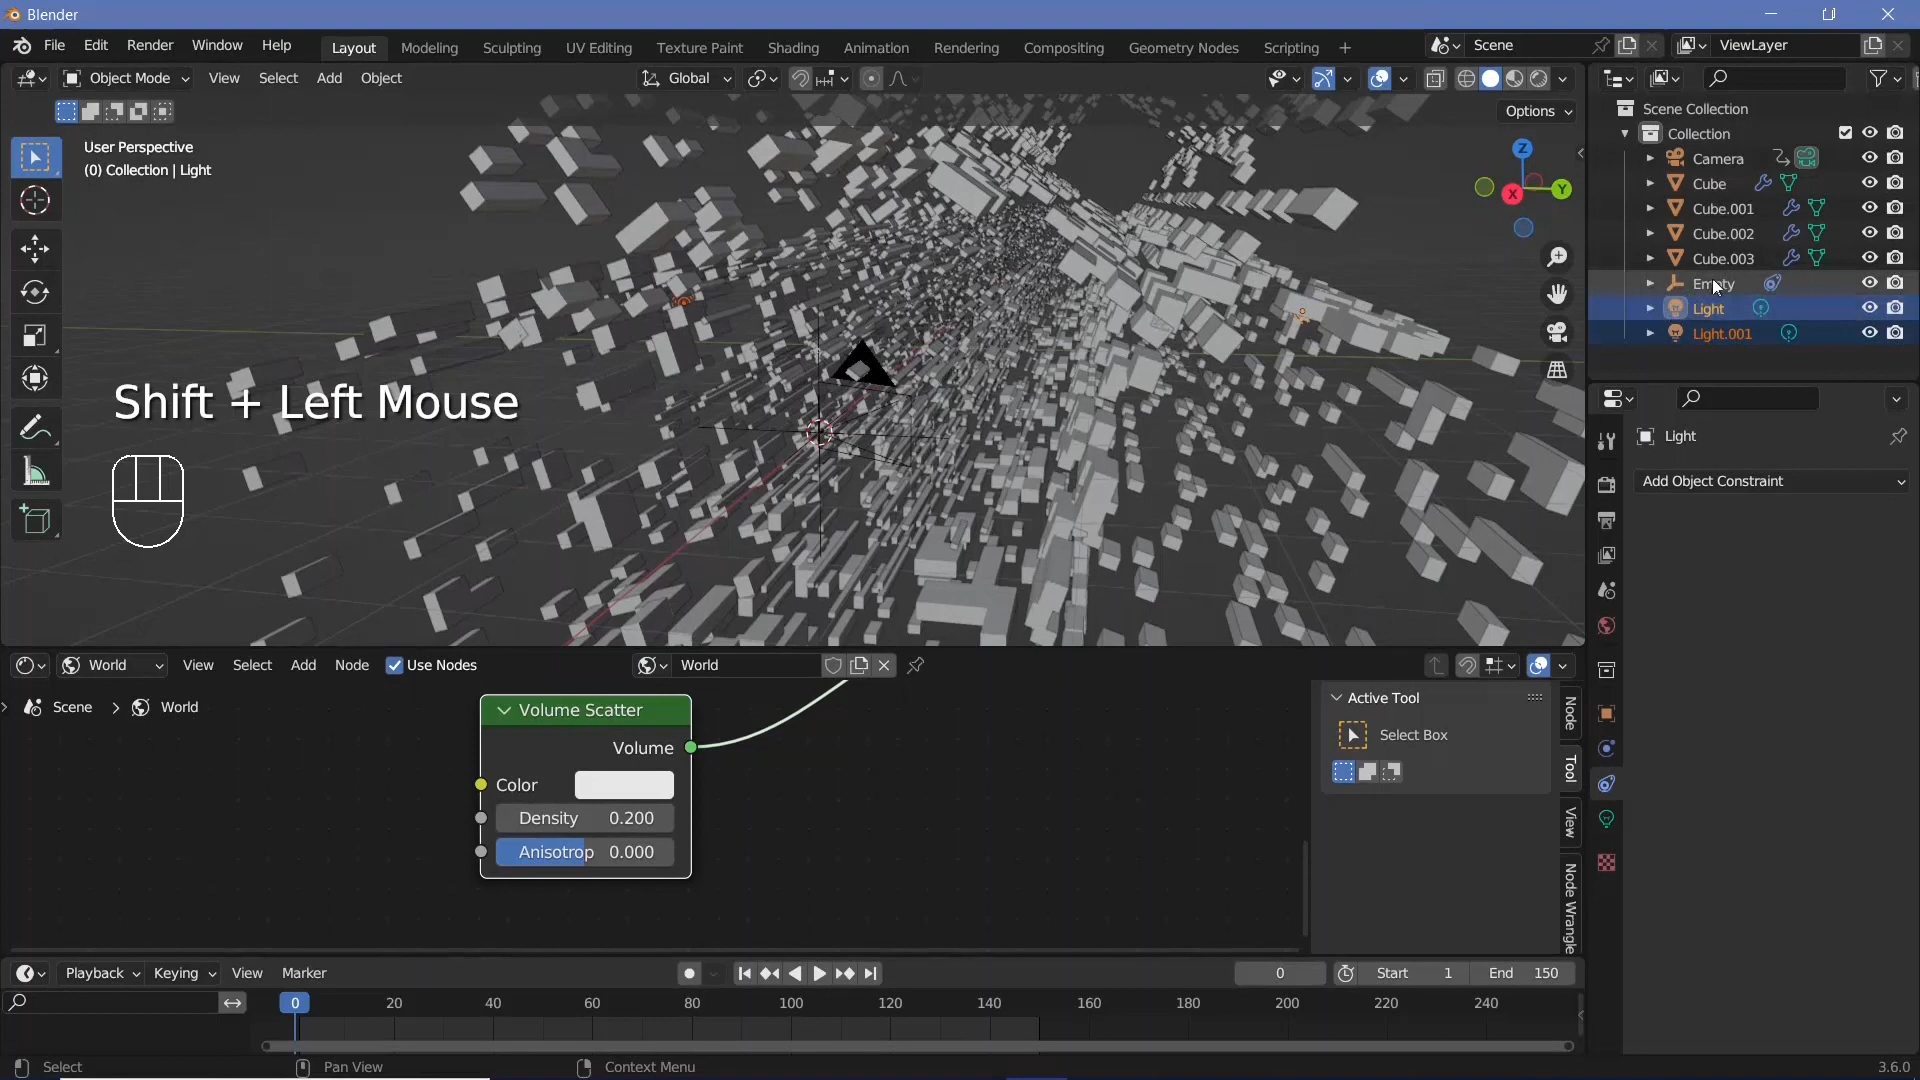 Blender
File Edit Render Window Help Layout Modeling Sculpting UV Editing Texture Paint Shading Animation Rendering Compositing Geometry Nodes Scripting + Scene ViewLayer
Object Mode View Select Add Object Global
Options
User Perspective
(0) Collection | Light
Z
X
Y
Shift + Left Mouse
Scene Collection
Collection
Camera
Cube
Cube.001
Cube.002
Cube.003
Empty
Light
Light.001
Light
Add Object Constraint
World View Select Add Node Use Nodes World
Scene > World
Volume Scatter
Volume
Color
Density 0.200
Anisotrop 0.000
Active Tool
Select Box
Node
Tool
View
Node Wrangle
Playback Keying View Marker 0 Start 1 End 150
0 20 40 60 80 100 120 140 160 180 200 220 240
Select Pan View Context Menu 3.6.0